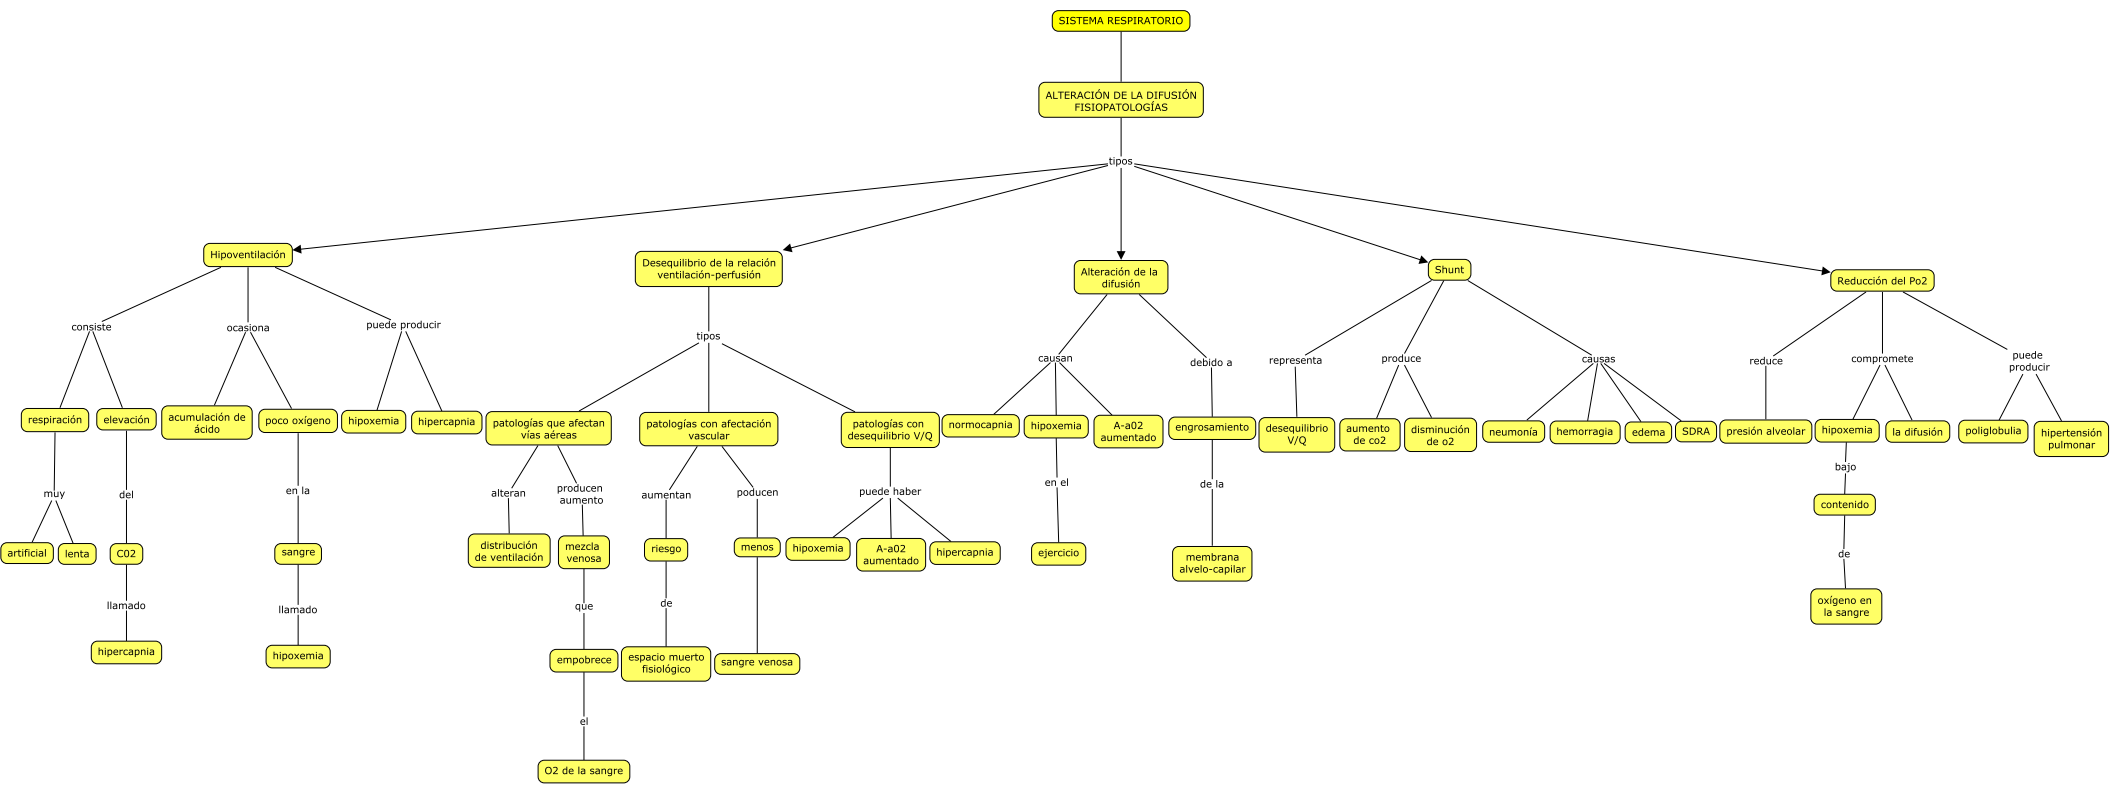 SISTEMA RESPIRATORIO
ALTERACIÓN DE LA DIFUSIÓN
FISIOPATOLOGÍAS
tipos
Hipoventilación
consiste
respiración
muy
artificial
lenta
elevación
del
C02
llamado
hipercapnia
ocasiona
acumulación de
ácido
poco oxígeno
en la
sangre
llamado
hipoxemia
puede producir
hipoxemia
hipercapnia
Desequilibrio de la relación
ventilación-perfusión
tipos
patologías que afectan
vías aéreas
alteran
distribución
de ventilación
producen
aumento
mezcla
venosa
que
empobrece
el
O2 de la sangre
patologías con afectación
vascular
aumentan
riesgo
de
espacio muerto
fisiológico
poducen
menos
sangre venosa
patologías con
desequilibrio V/Q
puede haber
hipoxemia
A-a02
aumentado
hipercapnia
Alteración de la
difusión
causan
normocapnia
hipoxemia
en el
ejercicio
A-a02
aumentado
debido a
engrosamiento
de la
membrana
alvelo-capilar
Shunt
representa
desequilibrio
V/Q
produce
aumento
de co2
disminución
de o2
causas
neumonía
hemorragia
edema
SDRA
Reducción del Po2
reduce
presión alveolar
compromete
hipoxemia
bajo
contenido
de
oxígeno en
la sangre
la difusión
puede
producir
poliglobulia
hipertensión
pulmonar